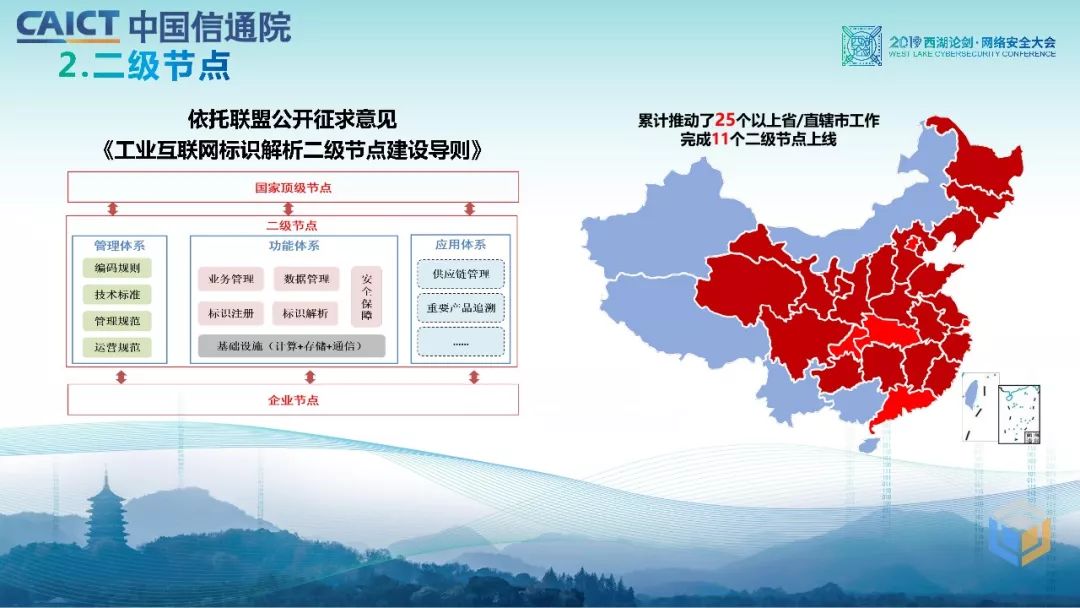 CAICT 中国信通院
2019 西湖论剑·网络安全大会
WEST LAKE CYBERSECURITY CONFERENCE
2.二级节点
依托联盟公开征求意见
《工业互联网标识解析二级节点建设导则》
国家顶级节点
二级节点
管理体系
编码规则
技术标准
管理规范
运营规范
功能体系
业务管理
数据管理
标识注册
标识解析
安全保障
基础设施（计算+存储+通信）
应用体系
供应链管理
重要产品追溯
......
企业节点
累计推动了25个以上省/直辖市工作
完成11个二级节点上线